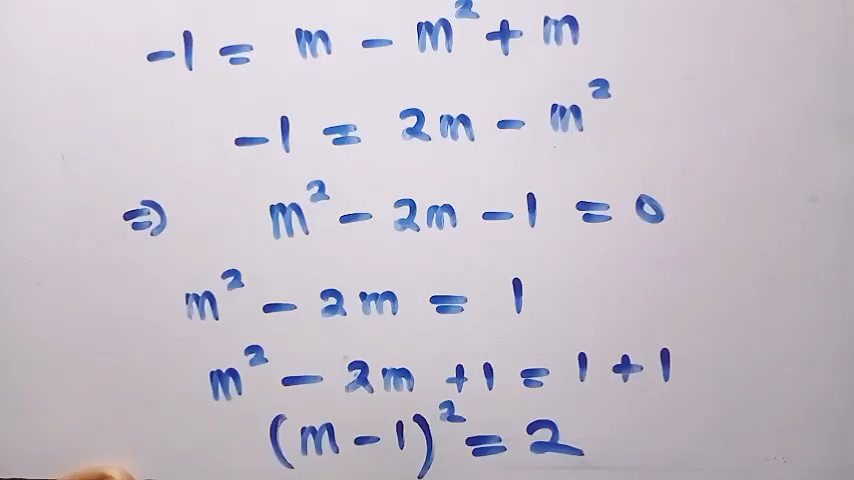 -1 = m - m² + m
-1 = 2m - m²
⇒ m² - 2m - 1 = 0
m² - 2m = 1
m² - 2m + 1 = 1 + 1
(m - 1)² = 2